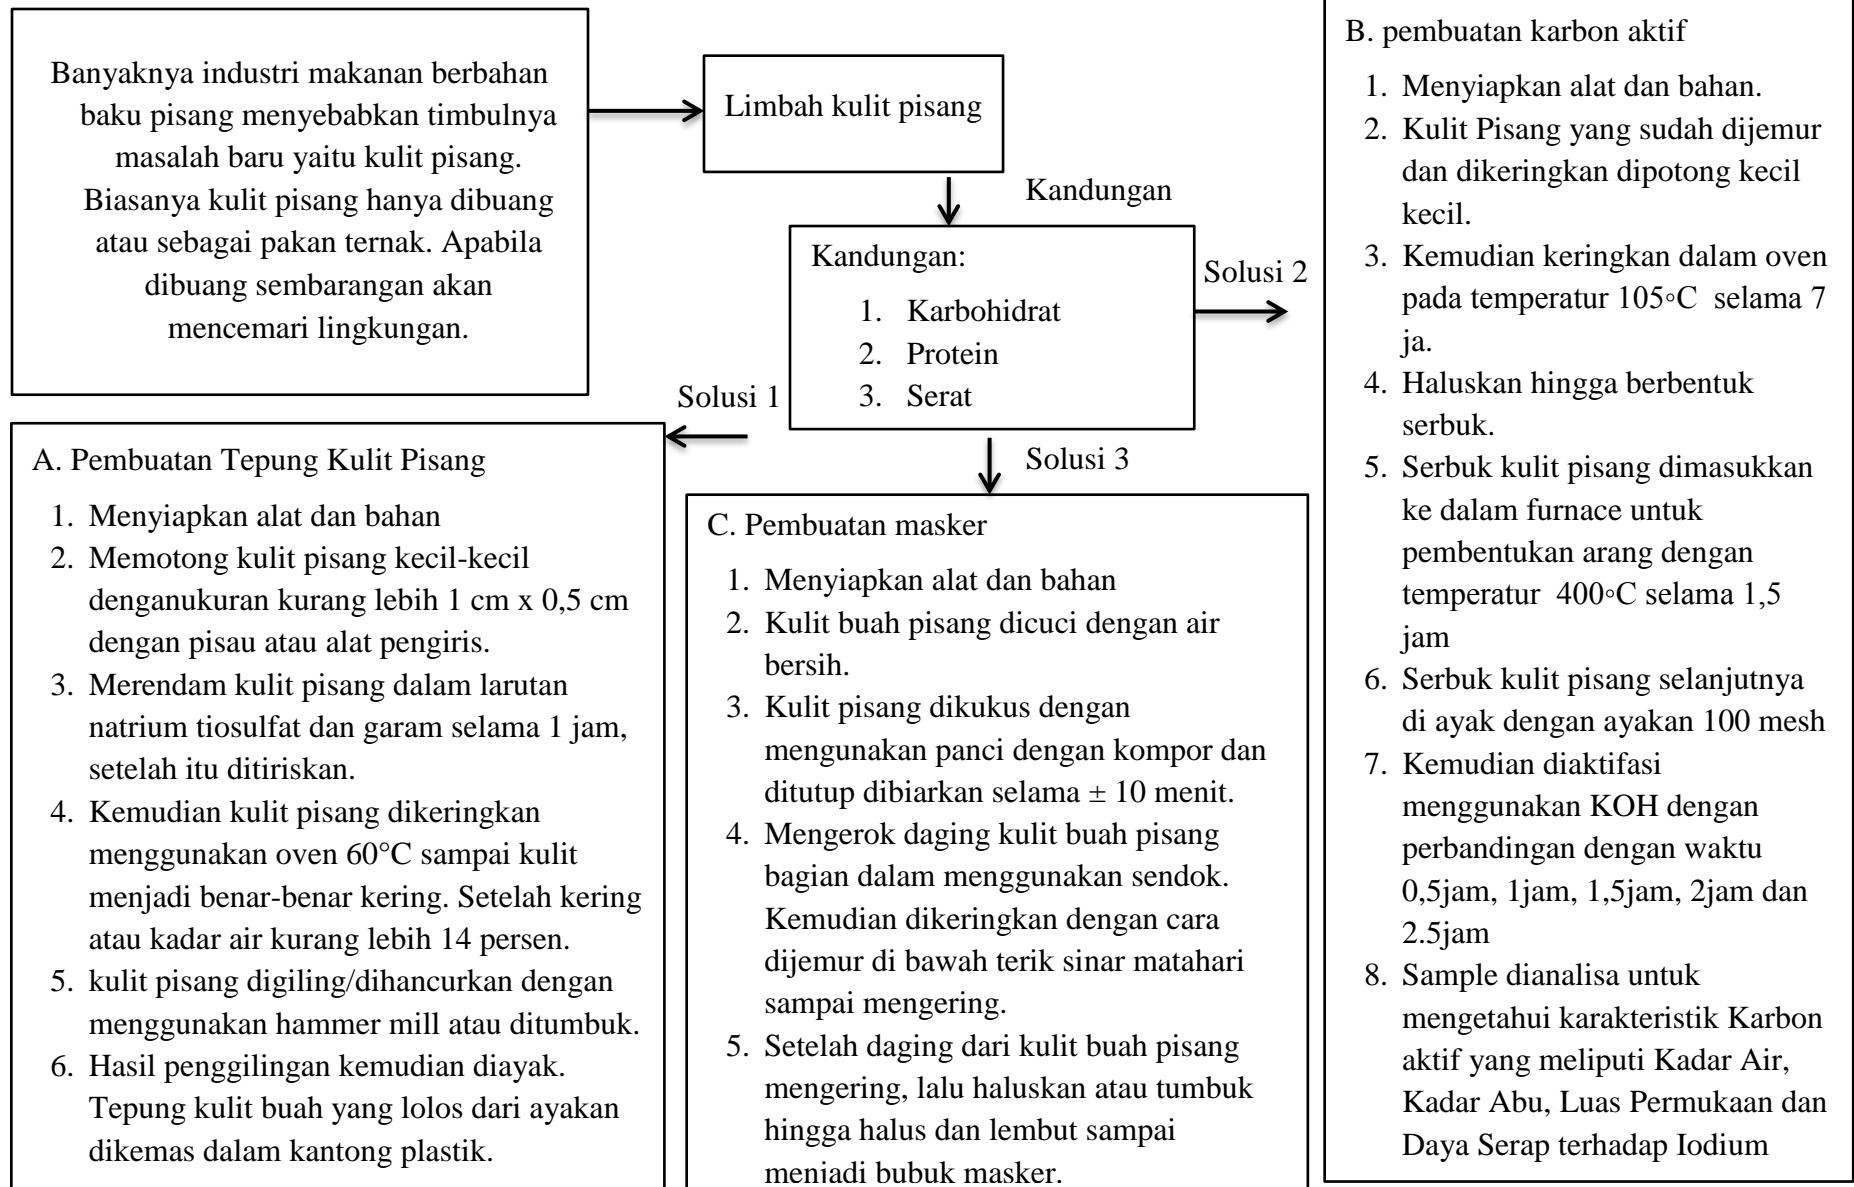 Banyaknya industri makanan berbahan
baku pisang menyebabkan timbulnya
masalah baru yaitu kulit pisang.
Biasanya kulit pisang hanya dibuang
atau sebagai pakan ternak. Apabila
dibuang sembarangan akan
mencemari lingkungan.
Limbah kulit pisang
Kandungan
Kandungan:
1. Karbohidrat
2. Protein
3. Serat
Solusi 1
Solusi 2
Solusi 3
A. Pembuatan Tepung Kulit Pisang
1. Menyiapkan alat dan bahan
2. Memotong kulit pisang kecil-kecil
denganukuran kurang lebih 1 cm x 0,5 cm
dengan pisau atau alat pengiris.
3. Merendam kulit pisang dalam larutan
natrium tiosulfat dan garam selama 1 jam,
setelah itu ditiriskan.
4. Kemudian kulit pisang dikeringkan
menggunakan oven 60°C sampai kulit
menjadi benar-benar kering. Setelah kering
atau kadar air kurang lebih 14 persen.
5. kulit pisang digiling/dihancurkan dengan
menggunakan hammer mill atau ditumbuk.
6. Hasil penggilingan kemudian diayak.
Tepung kulit buah yang lolos dari ayakan
dikemas dalam kantong plastik.
B. pembuatan karbon aktif
1. Menyiapkan alat dan bahan.
2. Kulit Pisang yang sudah dijemur
dan dikeringkan dipotong kecil
kecil.
3. Kemudian keringkan dalam oven
pada temperatur 105◦C  selama 7
ja.
4. Haluskan hingga berbentuk
serbuk.
5. Serbuk kulit pisang dimasukkan
ke dalam furnace untuk
pembentukan arang dengan
temperatur  400◦C selama 1,5
jam
6. Serbuk kulit pisang selanjutnya
di ayak dengan ayakan 100 mesh
7. Kemudian diaktifasi
menggunakan KOH dengan
perbandingan dengan waktu
0,5jam, 1jam, 1,5jam, 2jam dan
2.5jam
8. Sample dianalisa untuk
mengetahui karakteristik Karbon
aktif yang meliputi Kadar Air,
Kadar Abu, Luas Permukaan dan
Daya Serap terhadap Iodium
C. Pembuatan masker
1. Menyiapkan alat dan bahan
2. Kulit buah pisang dicuci dengan air
bersih.
3. Kulit pisang dikukus dengan
mengunakan panci dengan kompor dan
ditutup dibiarkan selama ± 10 menit.
4. Mengerok daging kulit buah pisang
bagian dalam menggunakan sendok.
Kemudian dikeringkan dengan cara
dijemur di bawah terik sinar matahari
sampai mengering.
5. Setelah daging dari kulit buah pisang
mengering, lalu haluskan atau tumbuk
hingga halus dan lembut sampai
menjadi bubuk masker.